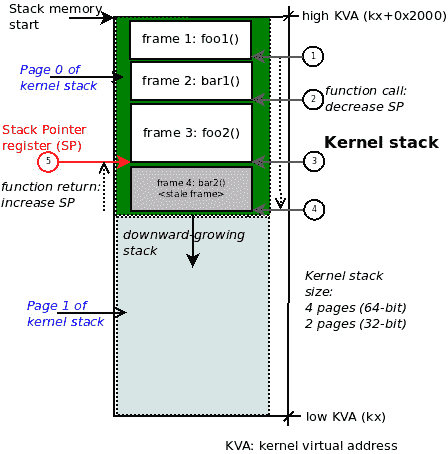 Stack memory
start
high KVA (kx+0x2000)
frame 1: foo1()
1
Page 0 of
kernel stack
frame 2: bar1()
2
function call:
decrease SP
frame 3: foo2()
Kernel stack
Stack Pointer
register (SP)
5
3
function return:
increase SP
frame 4: bar2()
<stale frame>
4
downward-growing
stack
Kernel stack
size:
4 pages (64-bit)
2 pages (32-bit)
Page 1 of
kernel stack
low KVA (kx)
KVA: kernel virtual address